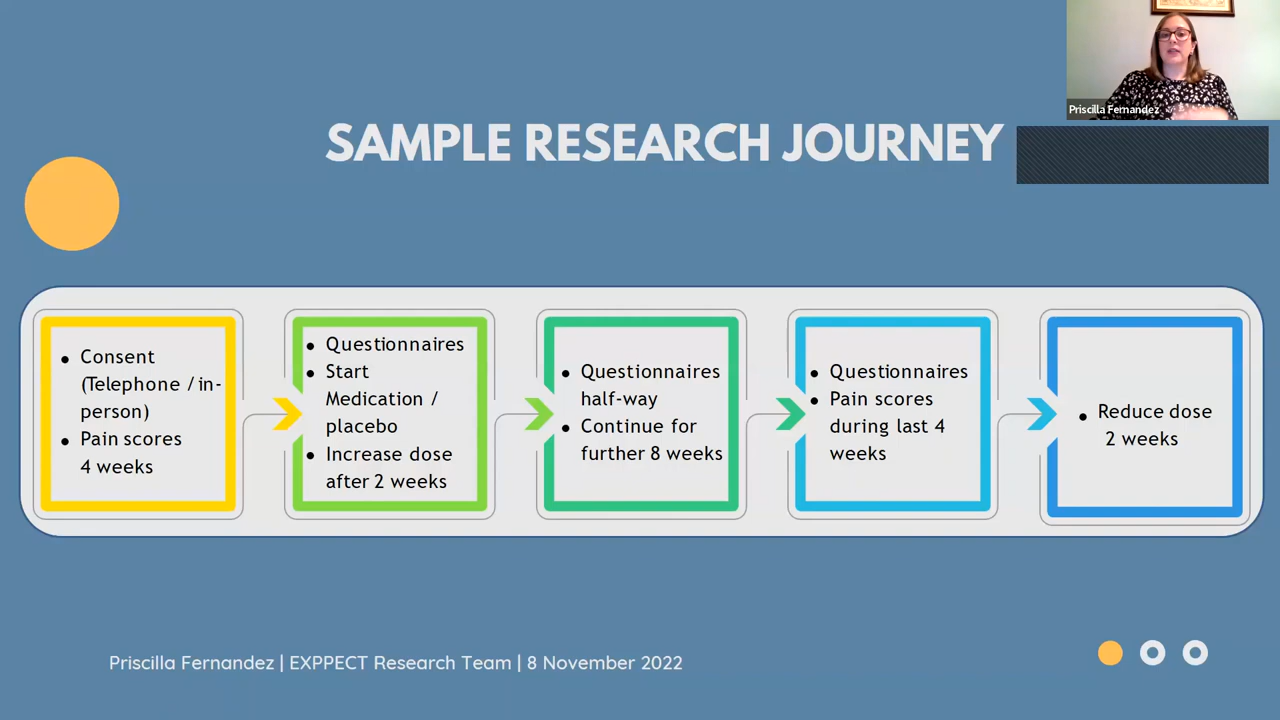 Priscilla Fernandez
SAMPLE RESEARCH JOURNEY
• Consent
(Telephone / in-
person)
• Pain scores
4 weeks
• Questionnaires
• Start
Medication /
placebo
• Increase dose
after 2 weeks
• Questionnaires
half-way
• Continue for
further 8 weeks
• Questionnaires
• Pain scores
during last 4
weeks
• Reduce dose
2 weeks
Priscilla Fernandez | EXPPECT Research Team | 8 November 2022